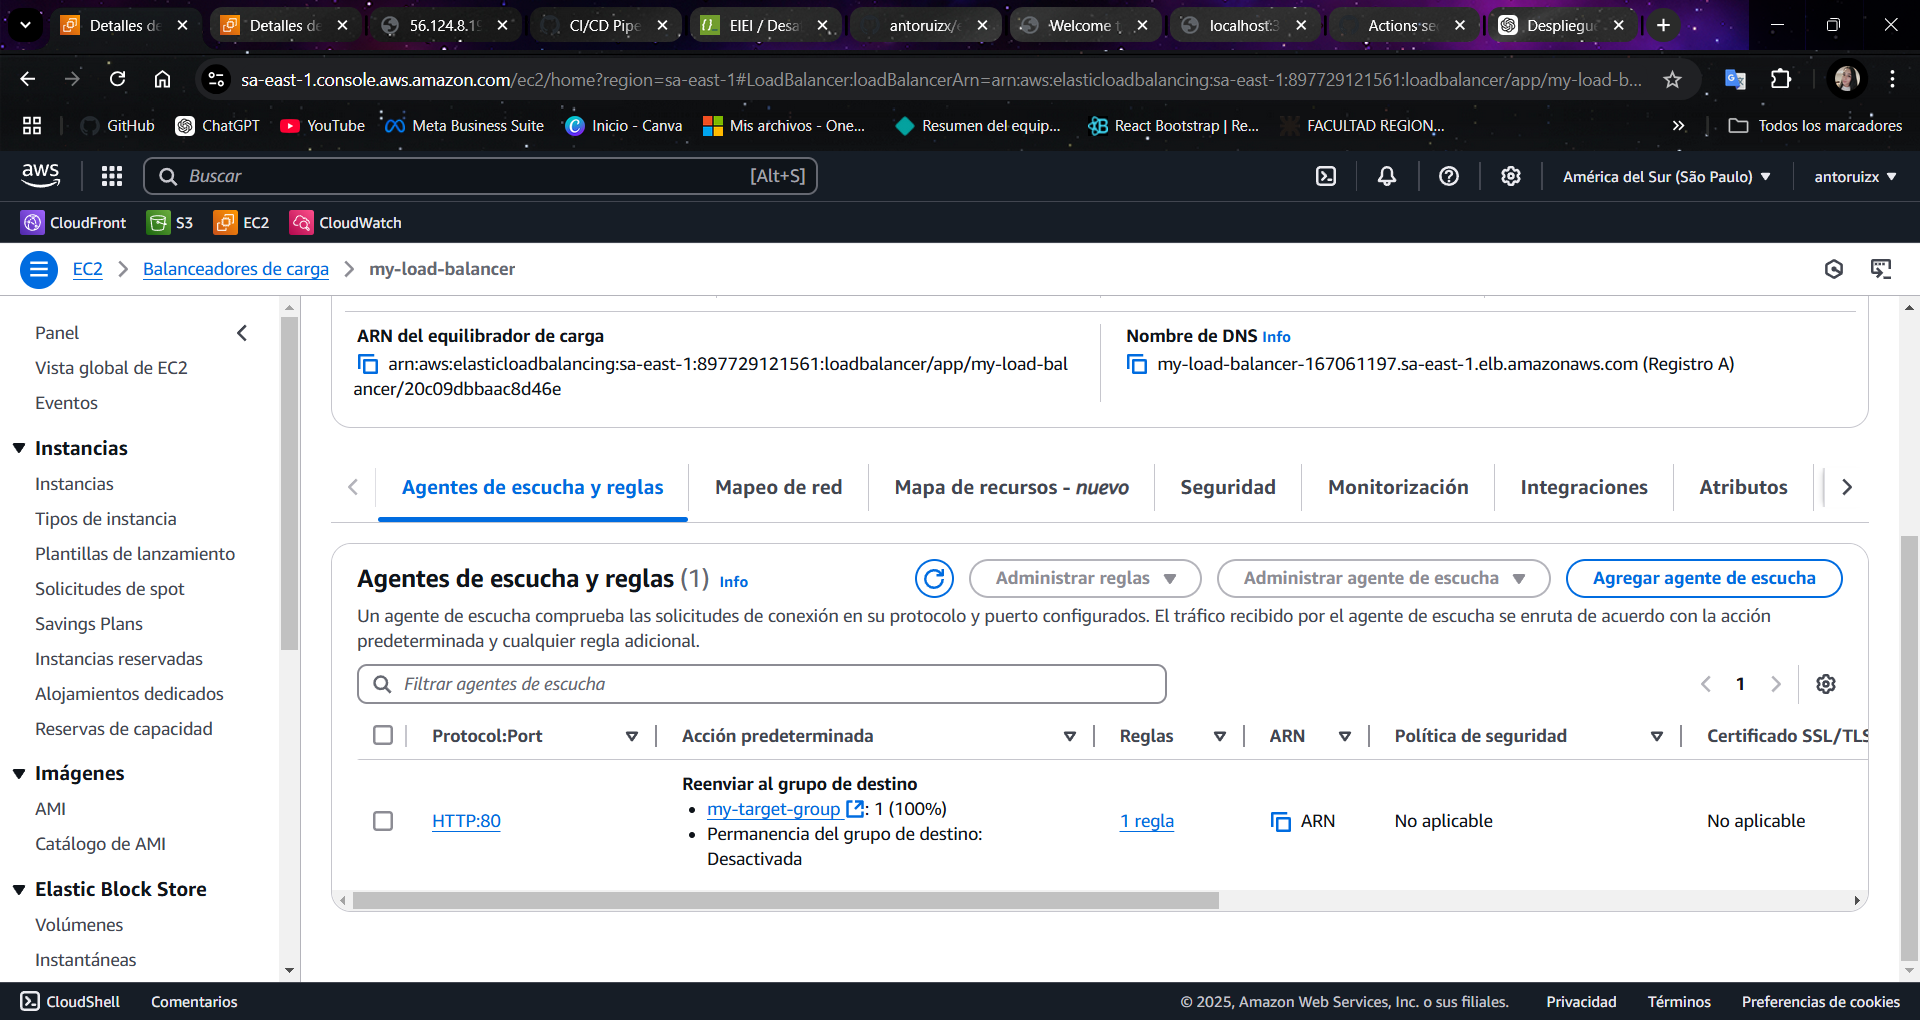 Detalles de
Detalles de
56.124.8.19
CI/CD Pipe
EIEI / Desa
antoruizx/e
Welcome t
localhost:3
Actions se
Despliegue
sa-east-1.console.aws.amazon.com/ec2/home?region=sa-east-1#LoadBalancer:loadBalancerArn=arn:aws:elasticloadbalancing:sa-east-1:897729121561:loadbalancer/app/my-load-b...
GitHub
ChatGPT
YouTube
Meta Business Suite
Inicio - Canva
Mis archivos - One...
Resumen del equip...
React Bootstrap | Re...
FACULTAD REGION...
Todos los marcadores
aws
Buscar
[Alt+S]
América del Sur (São Paulo)
antoruizx
CloudFront
S3
EC2
CloudWatch
EC2
Balanceadores de carga
my-load-balancer
Panel
Vista global de EC2
Eventos
Instancias
Instancias
Tipos de instancia
Plantillas de lanzamiento
Solicitudes de spot
Savings Plans
Instancias reservadas
Alojamientos dedicados
Reservas de capacidad
Imágenes
AMI
Catálogo de AMI
Elastic Block Store
Volúmenes
Instantáneas
ARN del equilibrador de carga
arn:aws:elasticloadbalancing:sa-east-1:897729121561:loadbalancer/app/my-load-bal
ancer/20c09dbbaac8d46e
Nombre de DNS Info
my-load-balancer-167061197.sa-east-1.elb.amazonaws.com (Registro A)
Agentes de escucha y reglas
Mapeo de red
Mapa de recursos - nuevo
Seguridad
Monitorización
Integraciones
Atributos
Agentes de escucha y reglas (1) Info
Administrar reglas
Administrar agente de escucha
Agregar agente de escucha
Un agente de escucha comprueba las solicitudes de conexión en su protocolo y puerto configurados. El tráfico recibido por el agente de escucha se enruta de acuerdo con la acción
predeterminada y cualquier regla adicional.
Filtrar agentes de escucha
1
Protocol:Port
Acción predeterminada
Reglas
ARN
Política de seguridad
Certificado SSL/TLS
HTTP:80
Reenviar al grupo de destino
• my-target-group : 1 (100%)
• Permanencia del grupo de destino:
Desactivada
1 regla
ARN
No aplicable
No aplicable
CloudShell
Comentarios
© 2025, Amazon Web Services, Inc. o sus filiales.
Privacidad
Términos
Preferencias de cookies